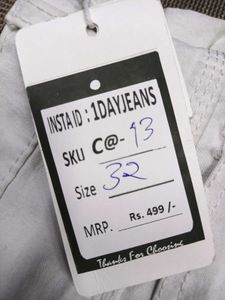 INSTA ID : 1DAYJEANS
SKU C@- 13
Size 32
MRP. Rs. 499 /-
Thanks For Choosing